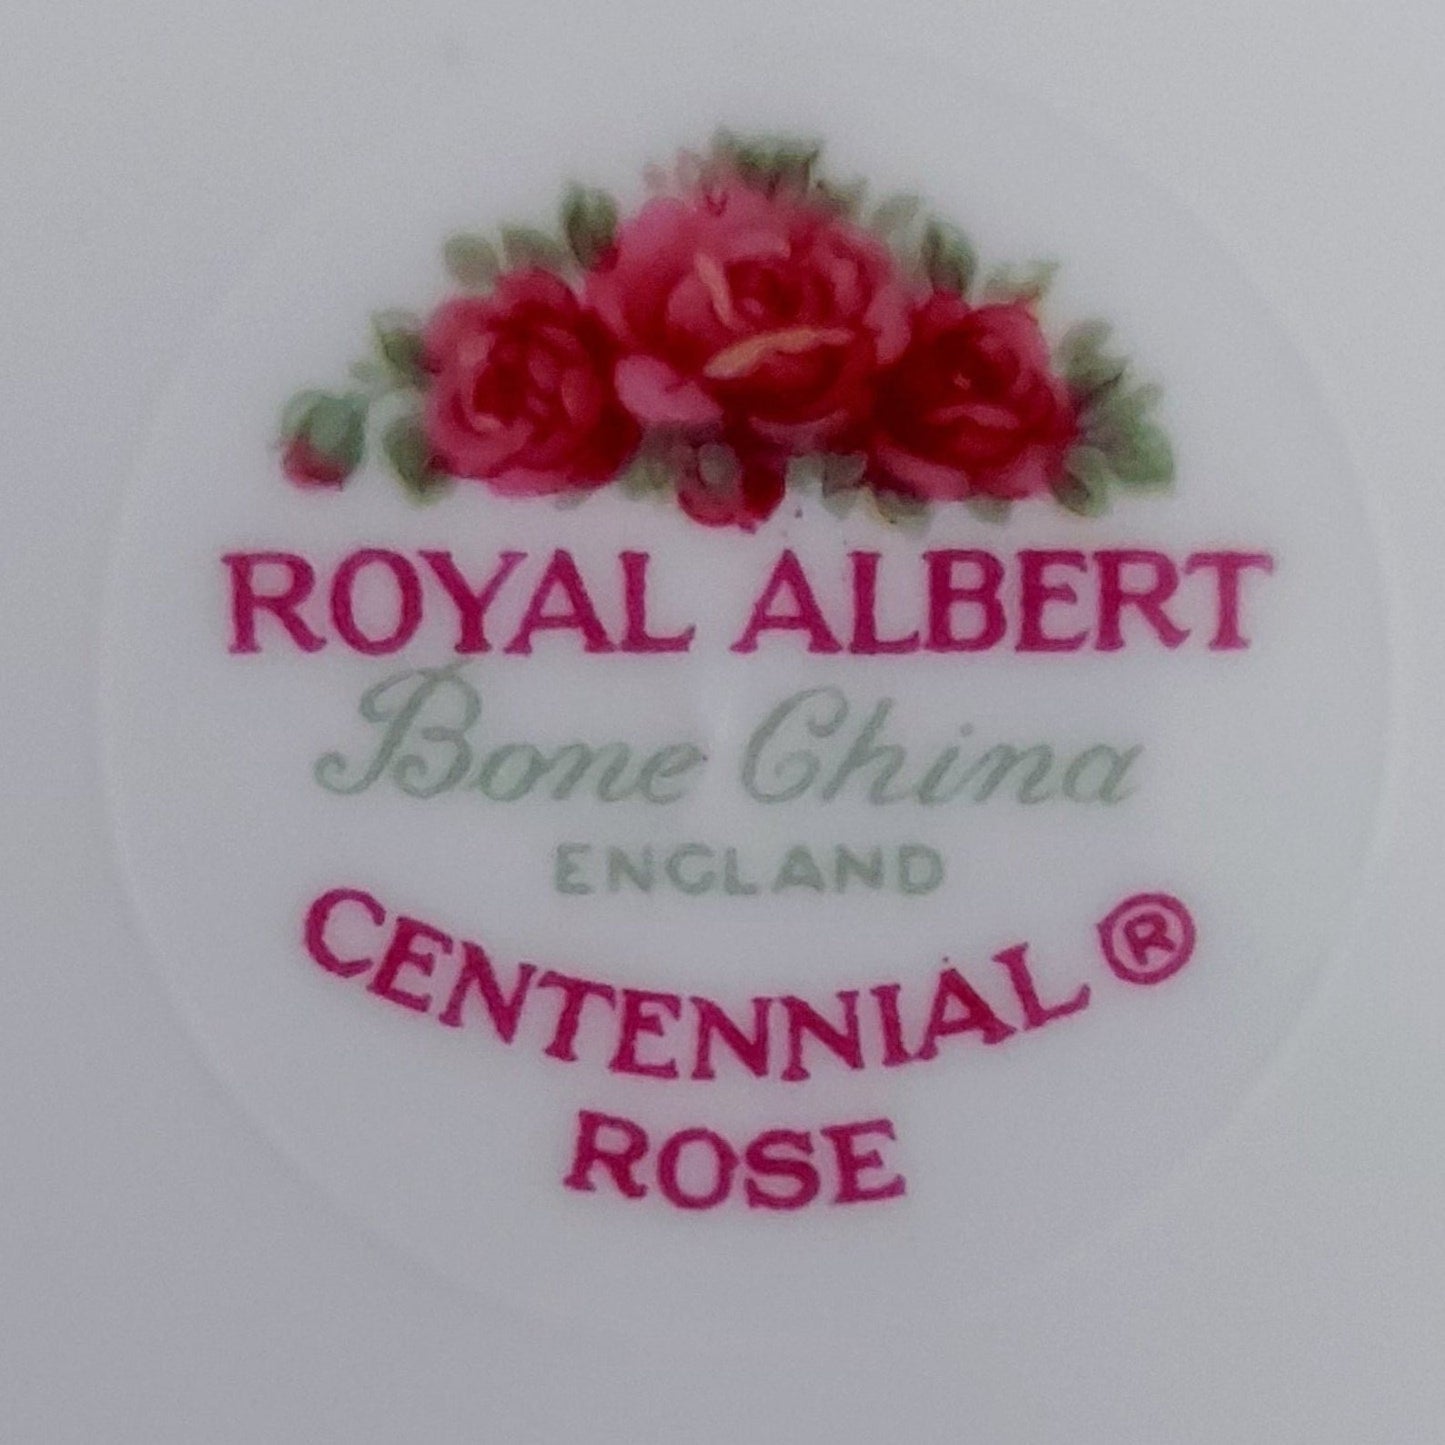 ROYAL ALBERT
Bone China
ENGLAND
CENTENNIAL ®
ROSE